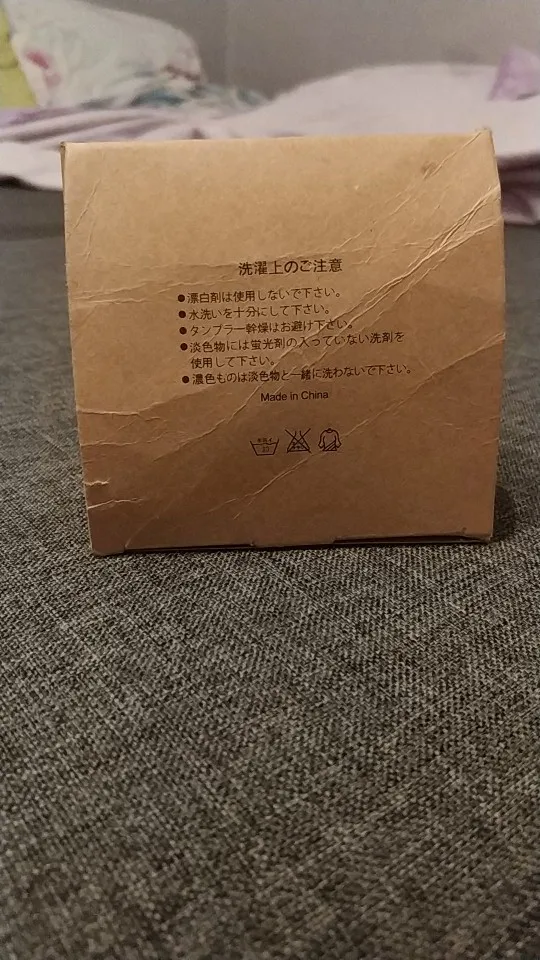 洗濯上のご注意
●漂白剤は使用しないで下さい。
●水洗いを十分にして下さい。
●タンブラー幹燥はお避け下さい。
●淡色物には蛍光剤の入っていない洗剤を
使用して下さい。
●濃色ものは淡色物と一緒に洗わないで下さい。
Made in China